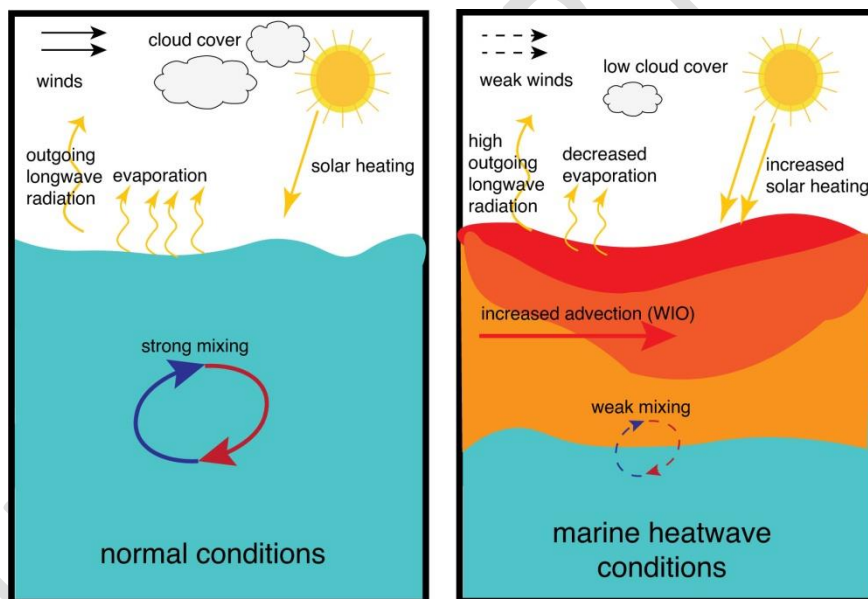 cloud cover
winds
outgoing
longwave
radiation
evaporation
solar heating
strong mixing
normal conditions
weak winds
low cloud cover
high
outgoing
longwave
radiation
decreased
evaporation
increased
solar heating
increased advection (WIO)
weak mixing
marine heatwave
conditions